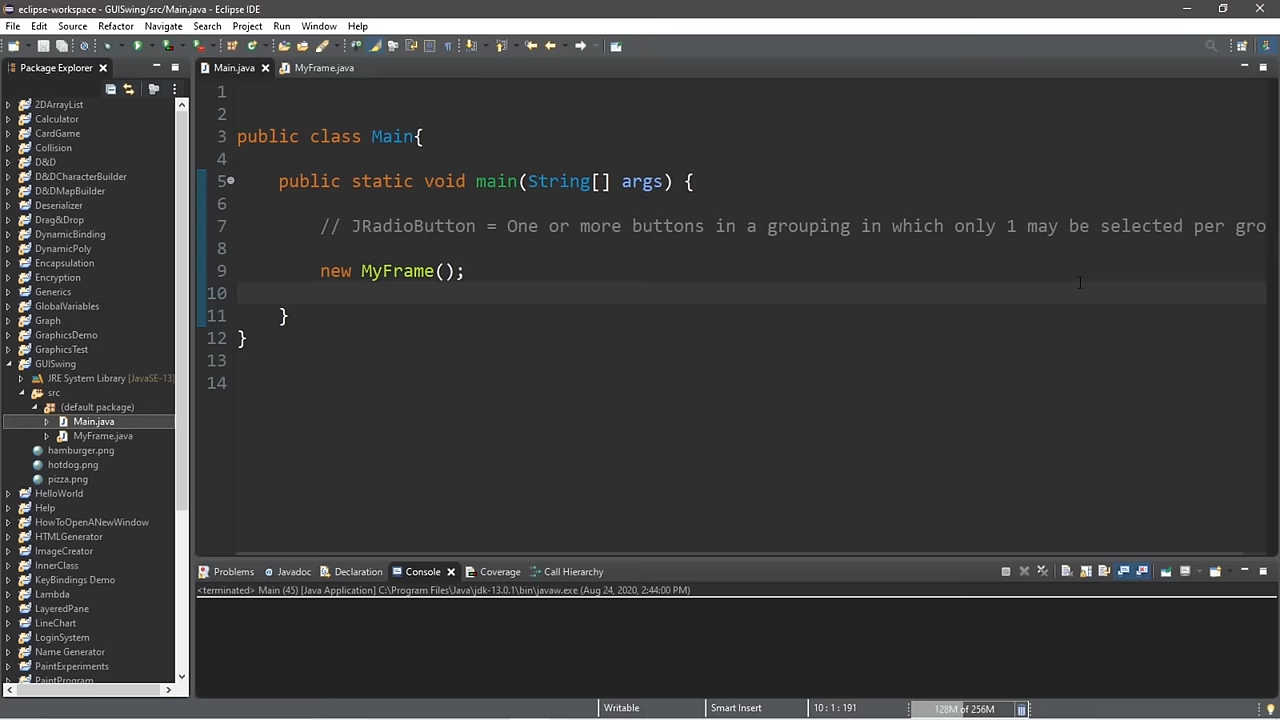 eclipse-workspace - GUISwing/src/Main.java - Eclipse IDE
File Edit Source Refactor Navigate Search Project Run Window Help
Package Explorer
Main.java MyFrame.java
2DArrayList
Calculator
CardGame
Collision
D&D
D&DCharacterBuilder
D&DMapBuilder
Deserializer
Drag&Drop
DynamicBinding
DynamicPoly
Encapsulation
Encryption
Generics
GlobalVariables
Graph
GraphicsDemo
GraphicsTest
GUISwing
JRE System Library [JavaSE-13]
src
(default package)
Main.java
MyFrame.java
hamburger.png
hotdog.png
pizza.png
HelloWorld
Help
HowToOpenANewWindow
HTMLGenerator
ImageCreator
InnerClass
KeyBindings Demo
Lambda
LayeredPane
LineChart
LoginSystem
Name Generator
PaintExperiments
PaintProgram
1
2
3 public class Main{
4
5 public static void main(String[] args) {
6
7 // JRadioButton = One or more buttons in a grouping in which only 1 may be selected per gro
8
9 new MyFrame();
10
11 }
12 }
13
14
Problems Javadoc Declaration Console Coverage Call Hierarchy
<terminated> Main (45) [Java Application] C:\Program Files\Java\jdk-13.0.1\bin\javaw.exe (Aug 24, 2020, 2:44:00 PM)
Writable Smart Insert 10 : 1 : 191 128M of 256M